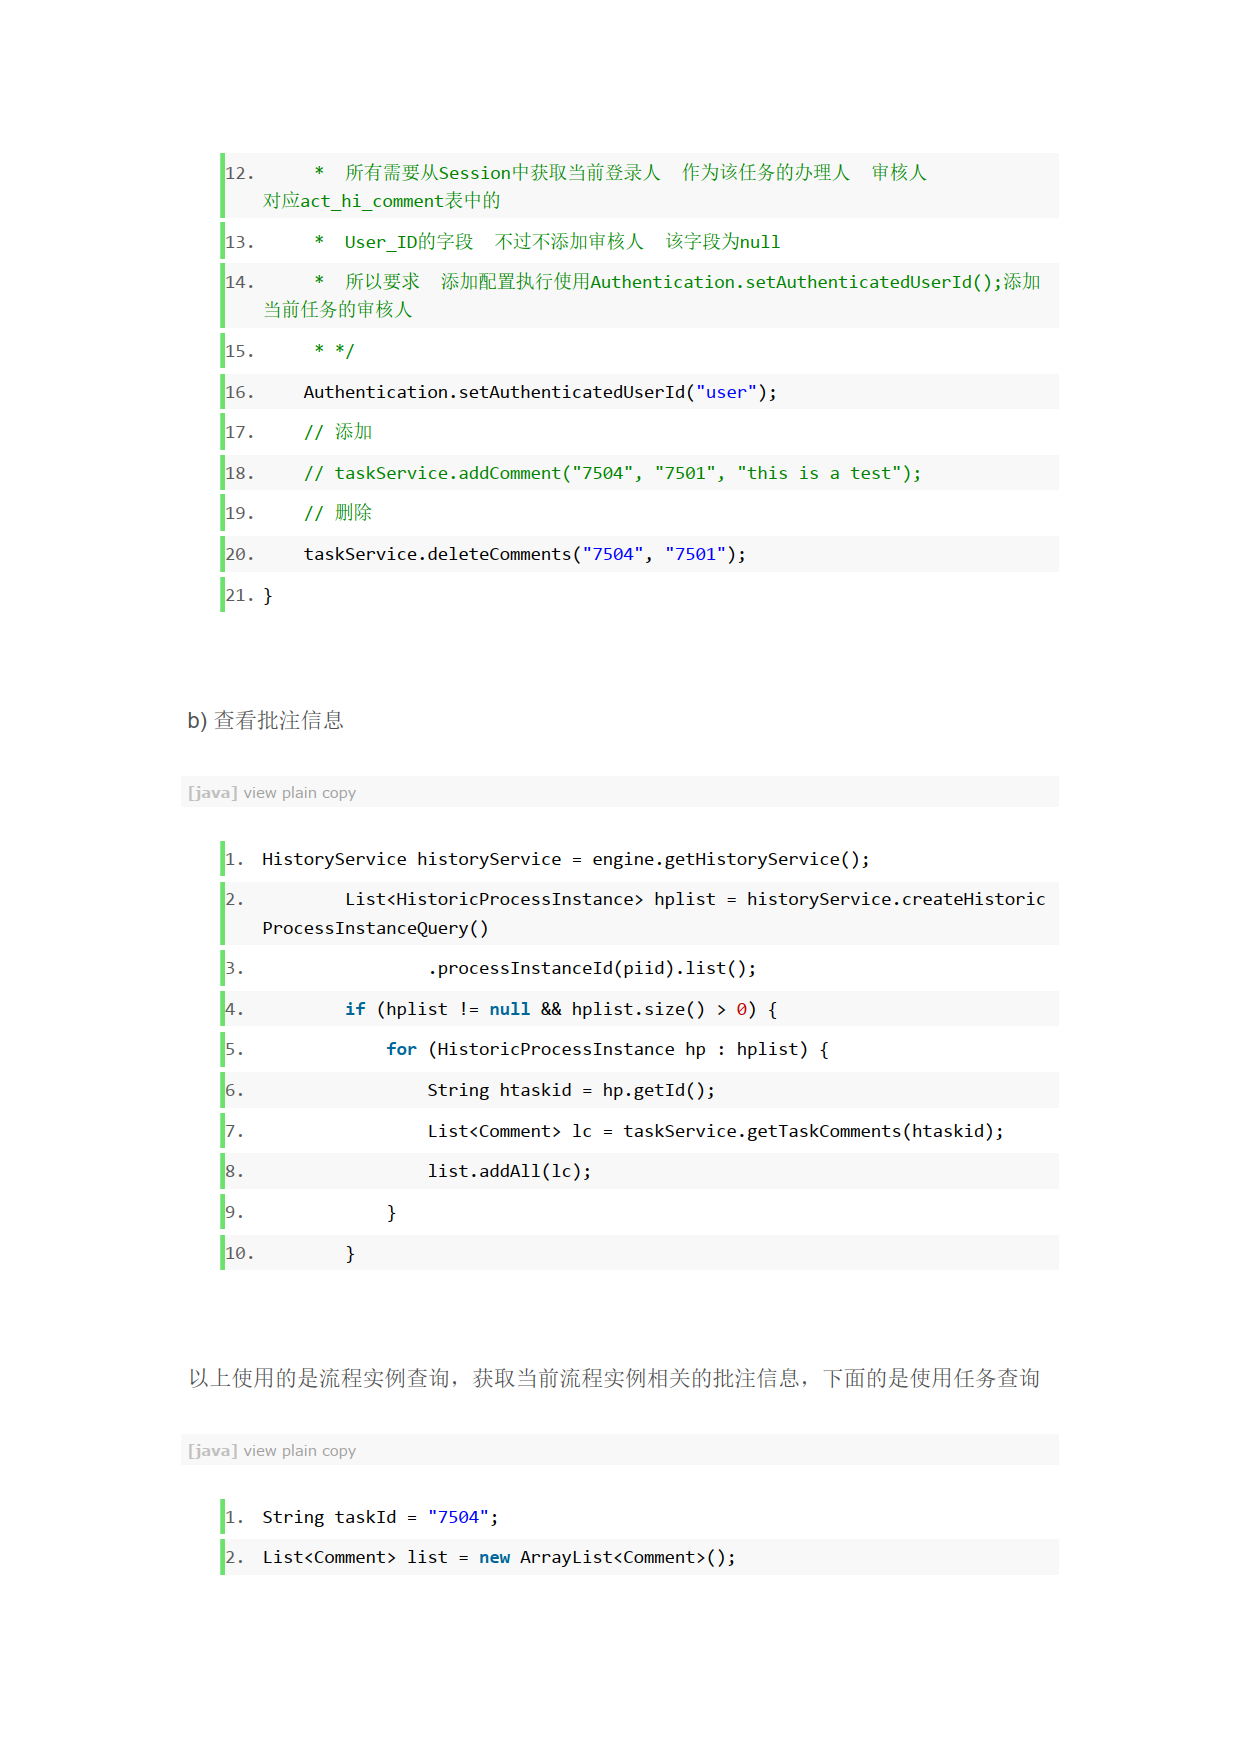 12.      *  所有需要从Session中获取当前登录人  作为该任务的办理人  审核人
对应act_hi_comment表中的
13.      *  User_ID的字段  不过不添加审核人  该字段为null
14.      *  所以要求  添加配置执行使用Authentication.setAuthenticatedUserId();添加
当前任务的审核人
15.      * */
16.     Authentication.setAuthenticatedUserId("user");
17.     // 添加
18.     // taskService.addComment("7504", "7501", "this is a test");
19.     // 删除
20.     taskService.deleteComments("7504", "7501");
21. }
b) 查看批注信息
[java] view plain copy
1. HistoryService historyService = engine.getHistoryService();
2.         List<HistoricProcessInstance> hplist = historyService.createHistoric
ProcessInstanceQuery()
3.                 .processInstanceId(piid).list();
4.         if (hplist != null && hplist.size() > 0) {
5.             for (HistoricProcessInstance hp : hplist) {
6.                 String htaskid = hp.getId();
7.                 List<Comment> lc = taskService.getTaskComments(htaskid);
8.                 list.addAll(lc);
9.             }
10.         }
以上使用的是流程实例查询，获取当前流程实例相关的批注信息，下面的是使用任务查询
[java] view plain copy
1. String taskId = "7504";
2. List<Comment> list = new ArrayList<Comment>();